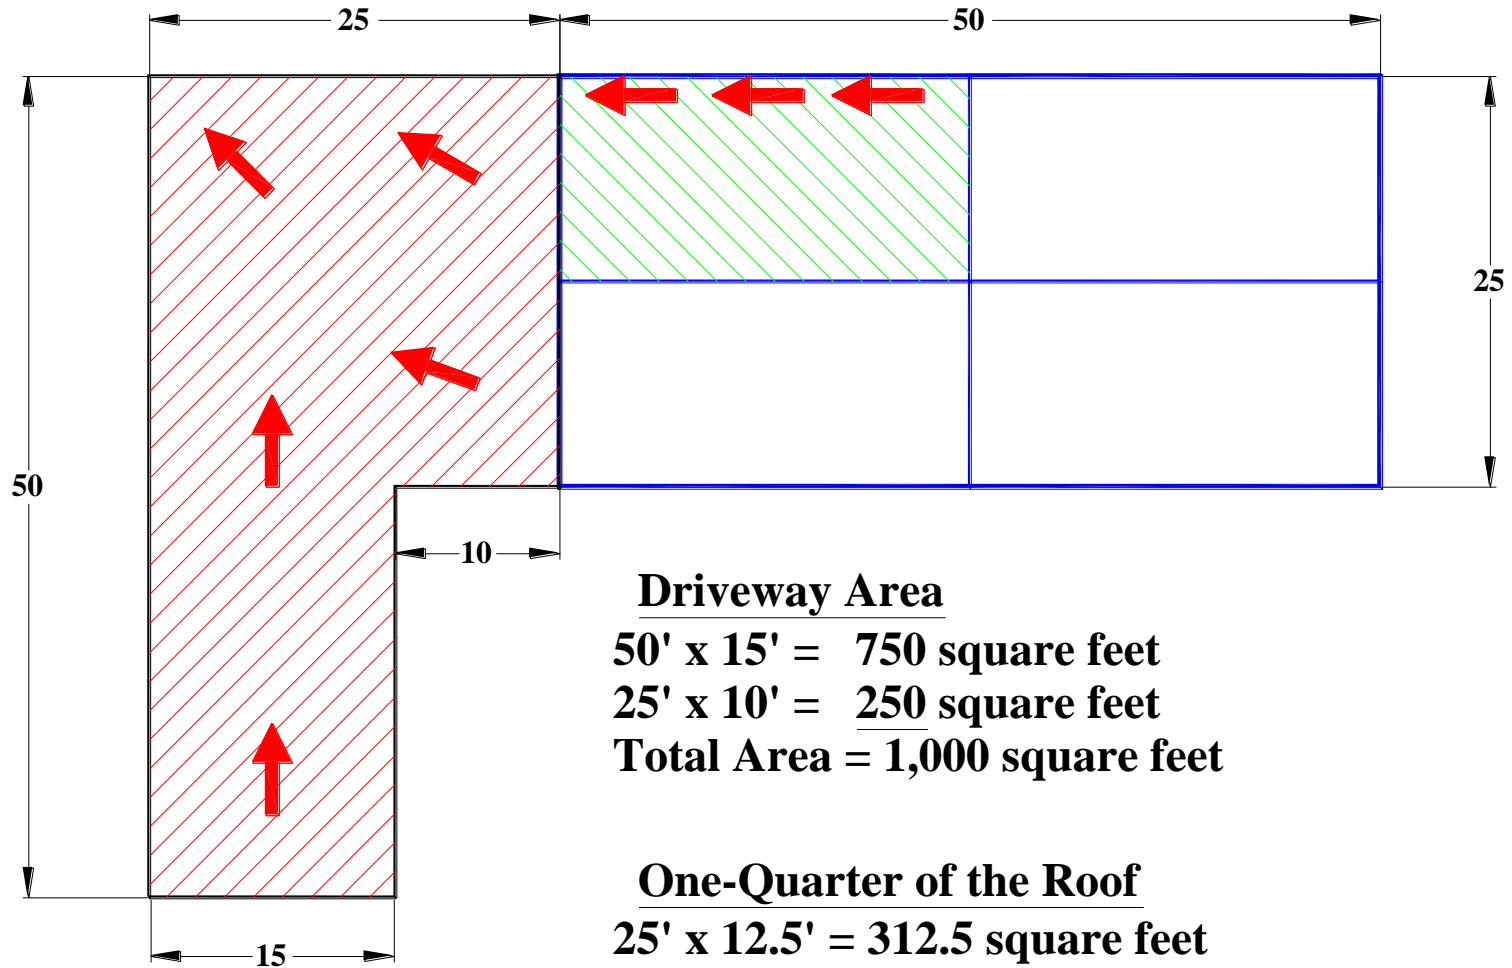 25
50
50
25
10
Driveway Area
50' x 15' = 750 square feet
25' x 10' = 250 square feet
Total Area = 1,000 square feet
One-Quarter of the Roof
25' x 12.5' = 312.5 square feet
15